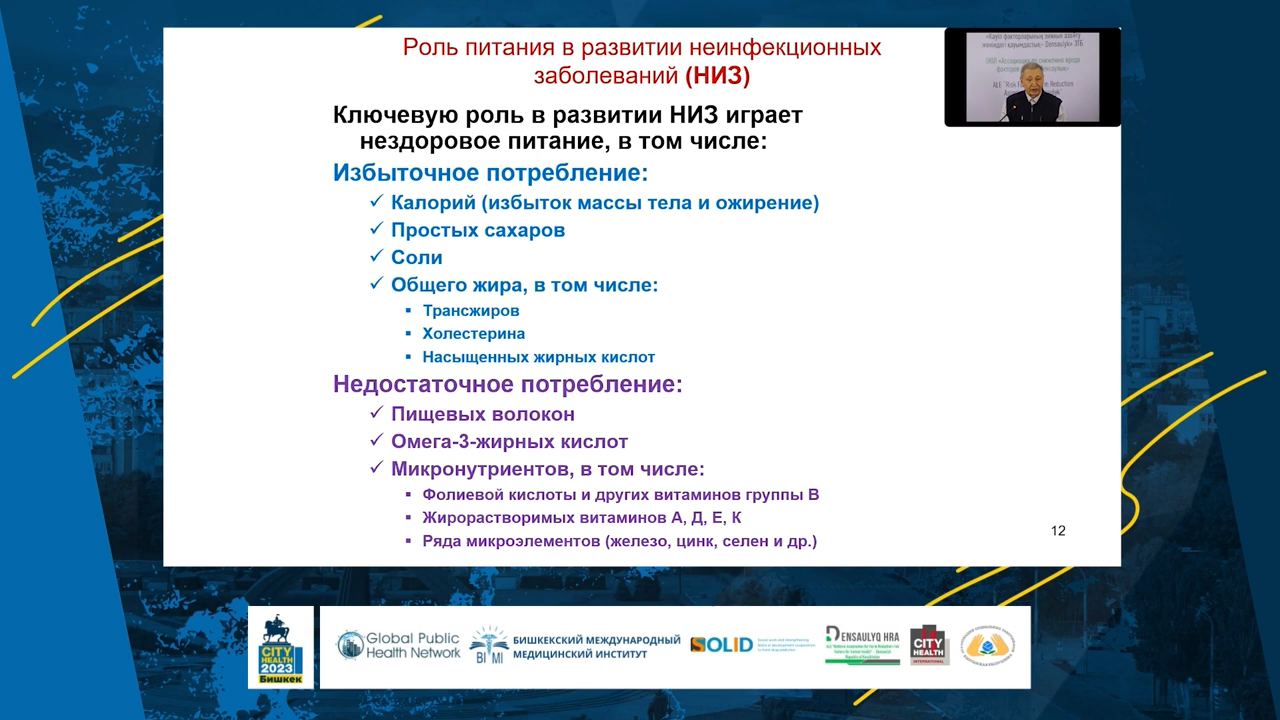 Роль питания в развитии неинфекционных
заболеваний (НИЗ)
Ключевую роль в развитии НИЗ играет
нездоровое питание, в том числе:
Избыточное потребление:
Калорий (избыток массы тела и ожирение)
Простых сахаров
Соли
Общего жира, в том числе:
Трансжиров
Холестерина
Насыщенных жирных кислот
Недостаточное потребление:
Пищевых волокон
Омега-3-жирных кислот
Микронутриентов, в том числе:
Фолиевой кислоты и других витаминов группы В
Жирорастворимых витаминов А, Д, Е, К
Ряда микроэлементов (железо, цинк, селен и др.)
12
CITY
HEALTH
2023
Бишкек
Global Public
Health Network
BIMI
БИШКЕКСКИЙ МЕЖДУНАРОДНЫЙ
МЕДИЦИНСКИЙ ИНСТИТУТ
SOLID
DENSAULYQ HRA
CITY
HEALTH
INTERNATIONAL